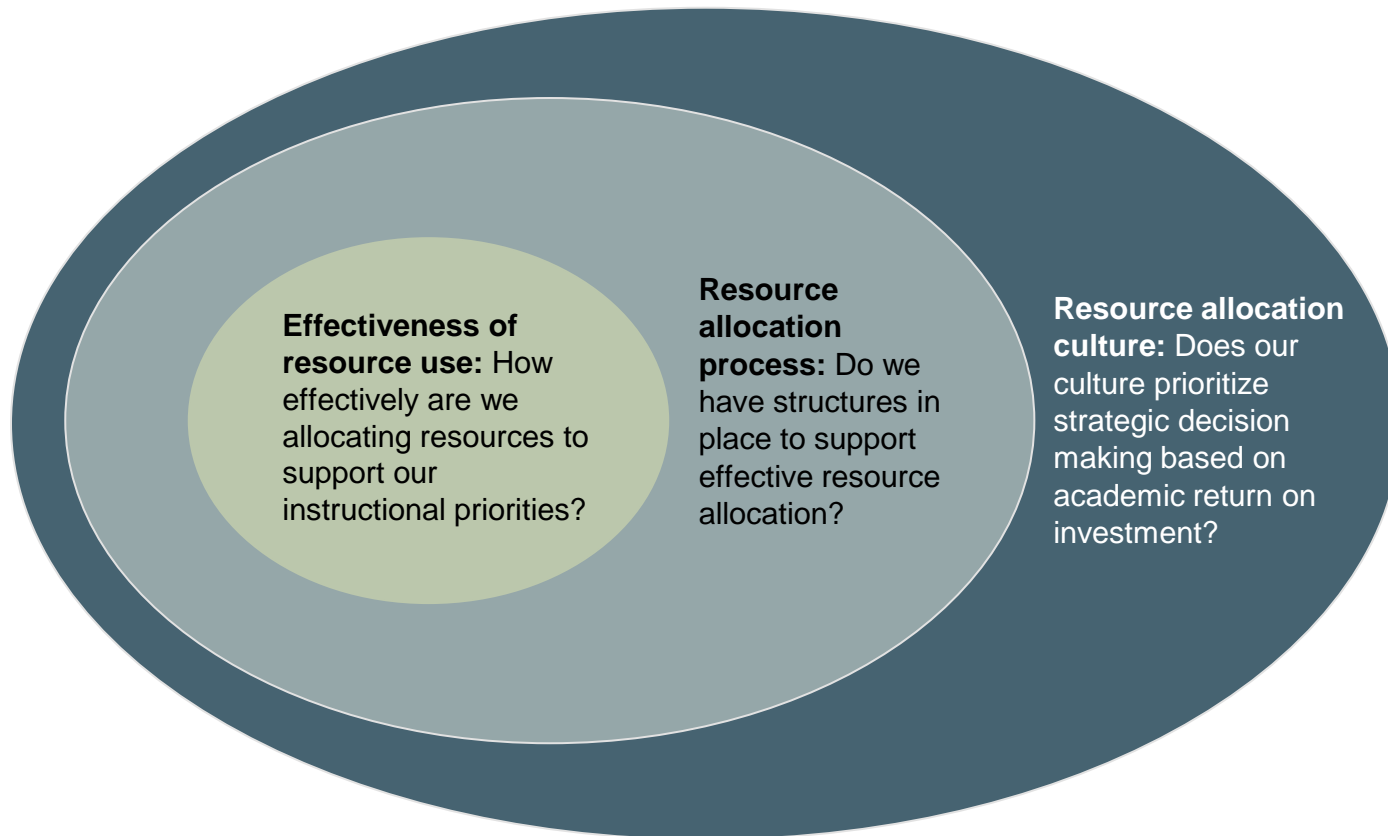 Effectiveness of
resource use: How
effectively are we
allocating resources to
support our
instructional priorities?
Resource
allocation
process: Do we
have structures in
place to support
effective resource
allocation?
Resource allocation
culture: Does our
culture prioritize
strategic decision
making based on
academic return on
investment?